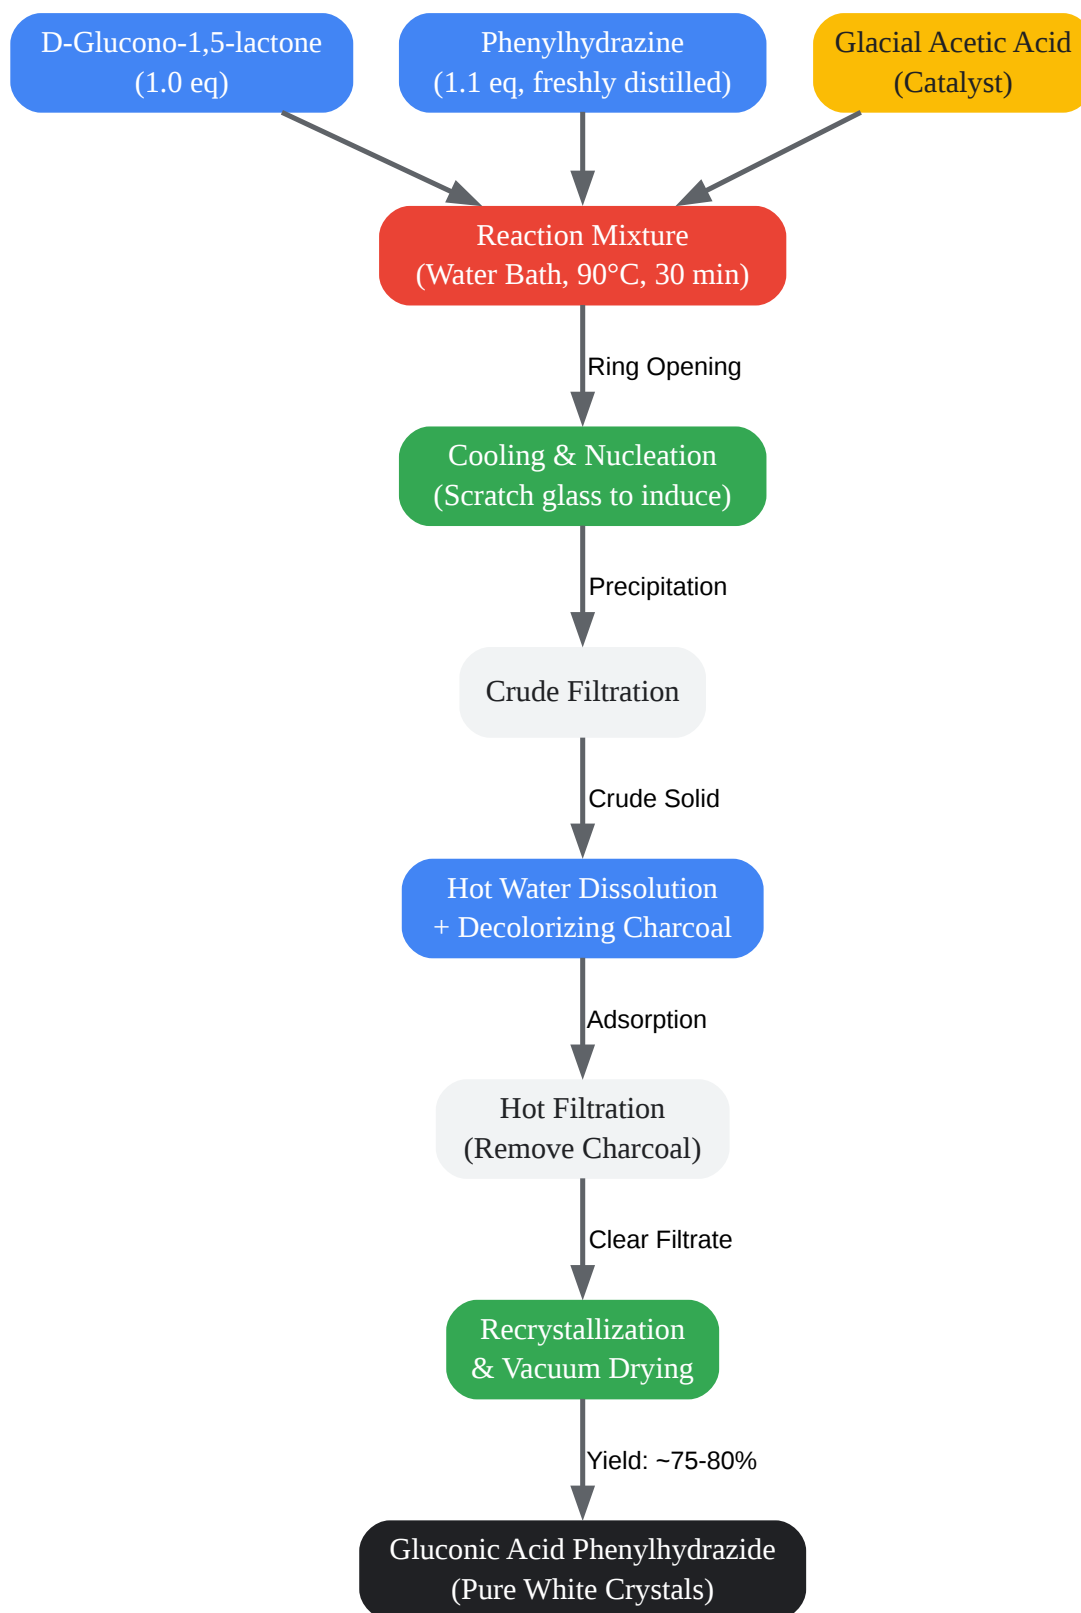 D-Glucono-1,5-lactone
(1.0 eq)
Phenylhydrazine
(1.1 eq, freshly distilled)
Glacial Acetic Acid
(Catalyst)
Reaction Mixture
(Water Bath, 90°C, 30 min)
Ring Opening
Cooling & Nucleation
(Scratch glass to induce)
Precipitation
Crude Filtration
Crude Solid
Hot Water Dissolution
+ Decolorizing Charcoal
Adsorption
Hot Filtration
(Remove Charcoal)
Clear Filtrate
Recrystallization
& Vacuum Drying
Yield: ~75-80%
Gluconic Acid Phenylhydrazide
(Pure White Crystals)